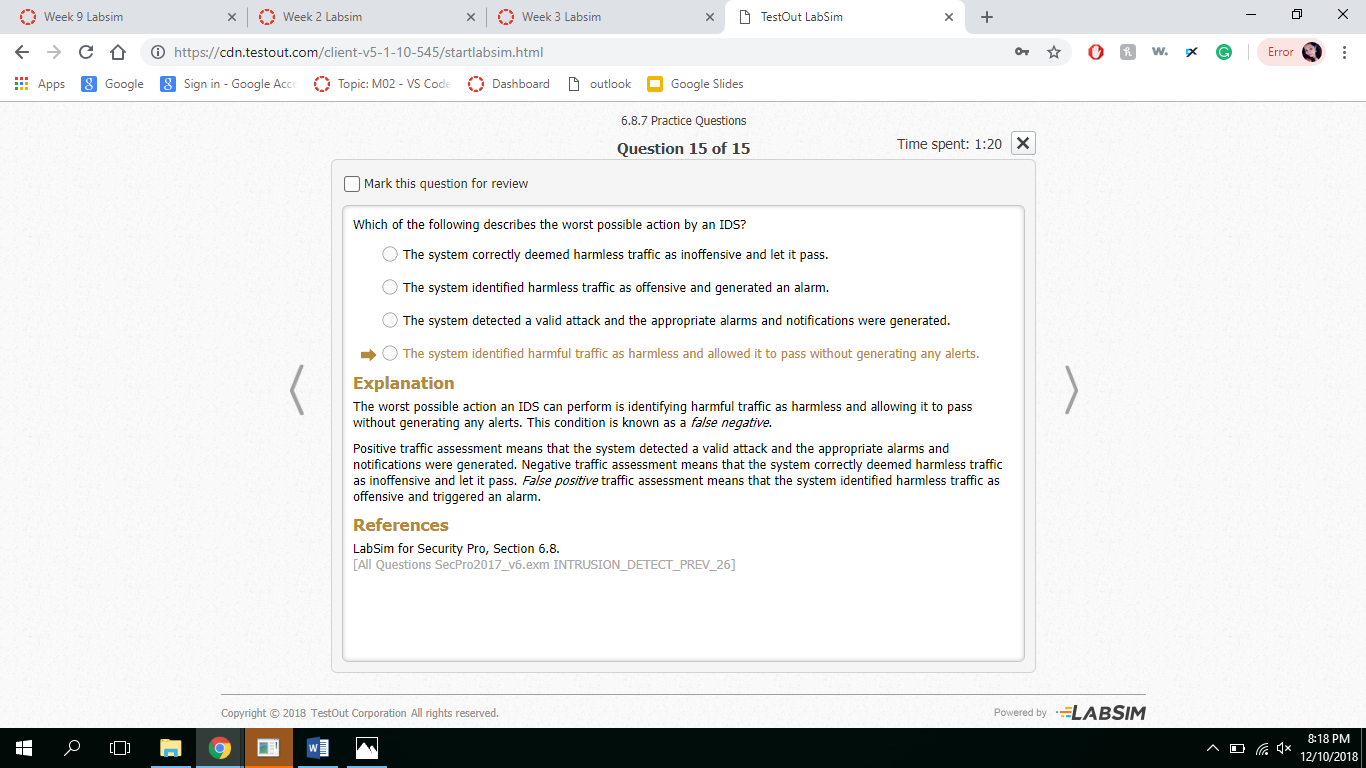 Week 9 Labsim
Week 2 Labsim
Week 3 Labsim
TestOut LabSim
https://cdn.testout.com/client-v5-1-10-545/startlabsim.html
Error
Apps
Google
Sign in - Google Acco
Topic: M02 - VS Code
Dashboard
outlook
Google Slides
6.8.7 Practice Questions
Question 15 of 15
Time spent: 1:20
Mark this question for review
Which of the following describes the worst possible action by an IDS?
The system correctly deemed harmless traffic as inoffensive and let it pass.
The system identified harmless traffic as offensive and generated an alarm.
The system detected a valid attack and the appropriate alarms and notifications were generated.
The system identified harmful traffic as harmless and allowed it to pass without generating any alerts.
Explanation
The worst possible action an IDS can perform is identifying harmful traffic as harmless and allowing it to pass
without generating any alerts. This condition is known as a false negative.
Positive traffic assessment means that the system detected a valid attack and the appropriate alarms and
notifications were generated. Negative traffic assessment means that the system correctly deemed harmless traffic
as inoffensive and let it pass. False positive traffic assessment means that the system identified harmless traffic as
offensive and triggered an alarm.
References
LabSim for Security Pro, Section 6.8.
[All Questions SecPro2017_v6.exm INTRUSION_DETECT_PREV_26]
Copyright © 2018 TestOut Corporation All rights reserved.
Powered by LABSIM
8:18 PM
12/10/2018